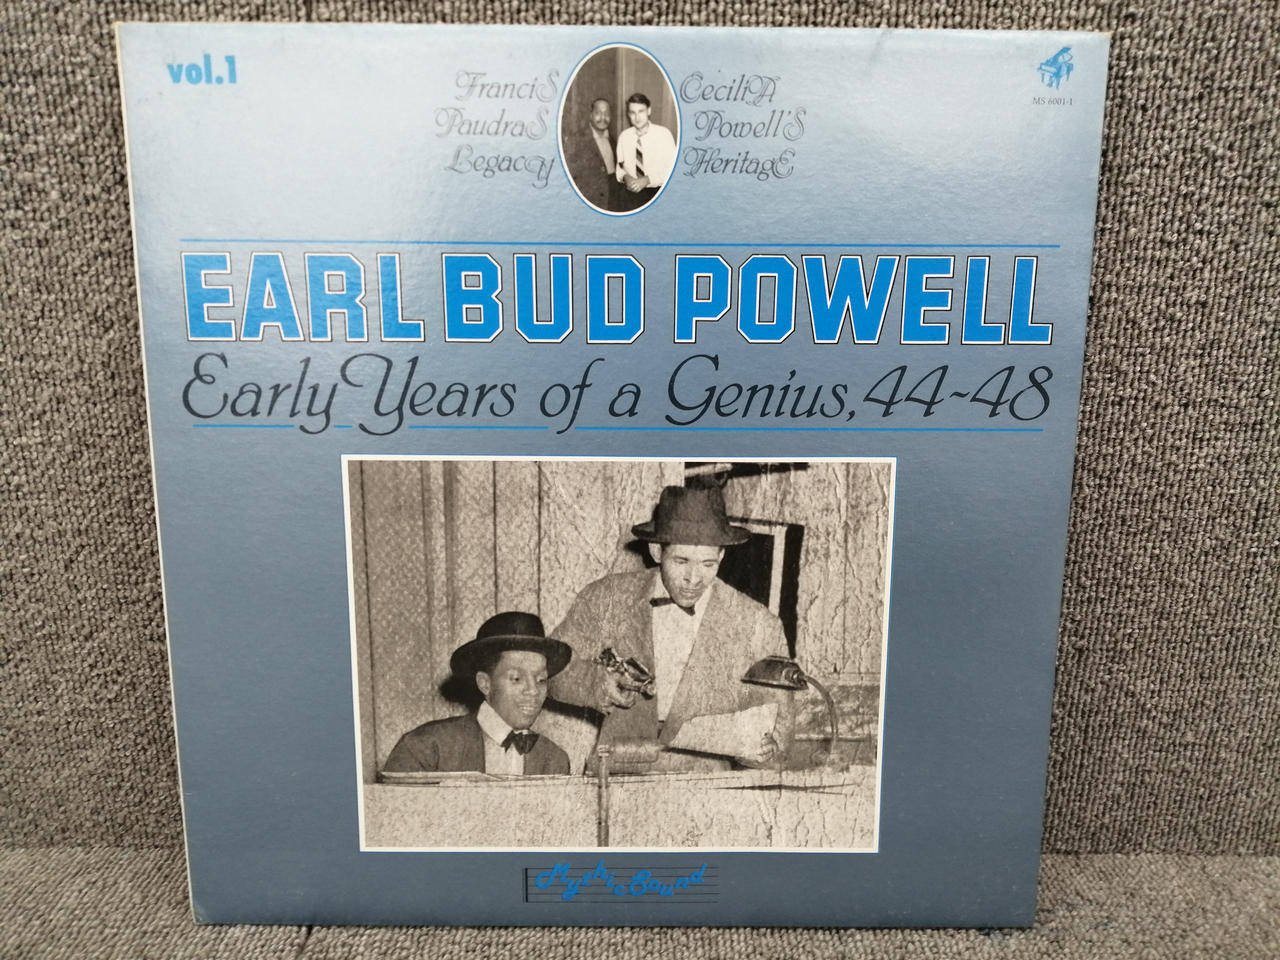 vol.1
FranciS
PaudraS
Legacy
CeciliA
Powell'S
HeritagE
MS 6001-1
EARL BUD POWELL
Early Years of a Genius, 44~48
Mythic Sound